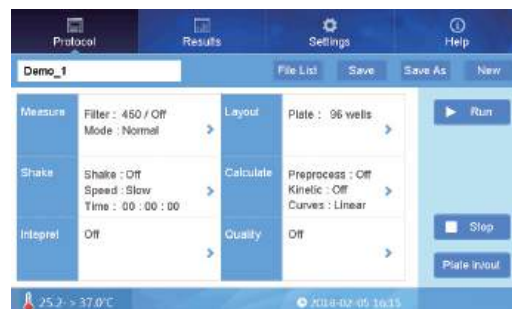 Protocol
Results
Settings
Help
Demo_1
File List
Save
Save As
New
Measure
Filter : 450 / Off
Mode : Normal
Layout
Plate : 96 wells
Run
Shake
Shake : Off
Speed : Slow
Time : 00 : 00 : 00
Calculate
Preprocess : Off
Kinetic : Off
Curves : Linear
Intepret
Off
Quality
Off
Stop
Plate in/out
25.2-> 37.0°C
2018-02-05 16:15